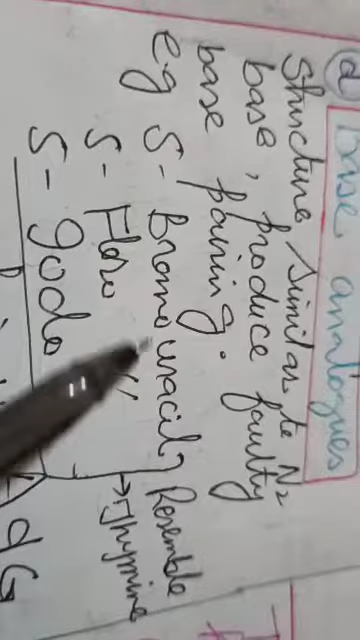 (d) Base analogues
Structure similar to N2
base, produce faulty
base pairing.
eg 5- Bromouracil Resemble
5- Floro " → Thymine
5- Iodo